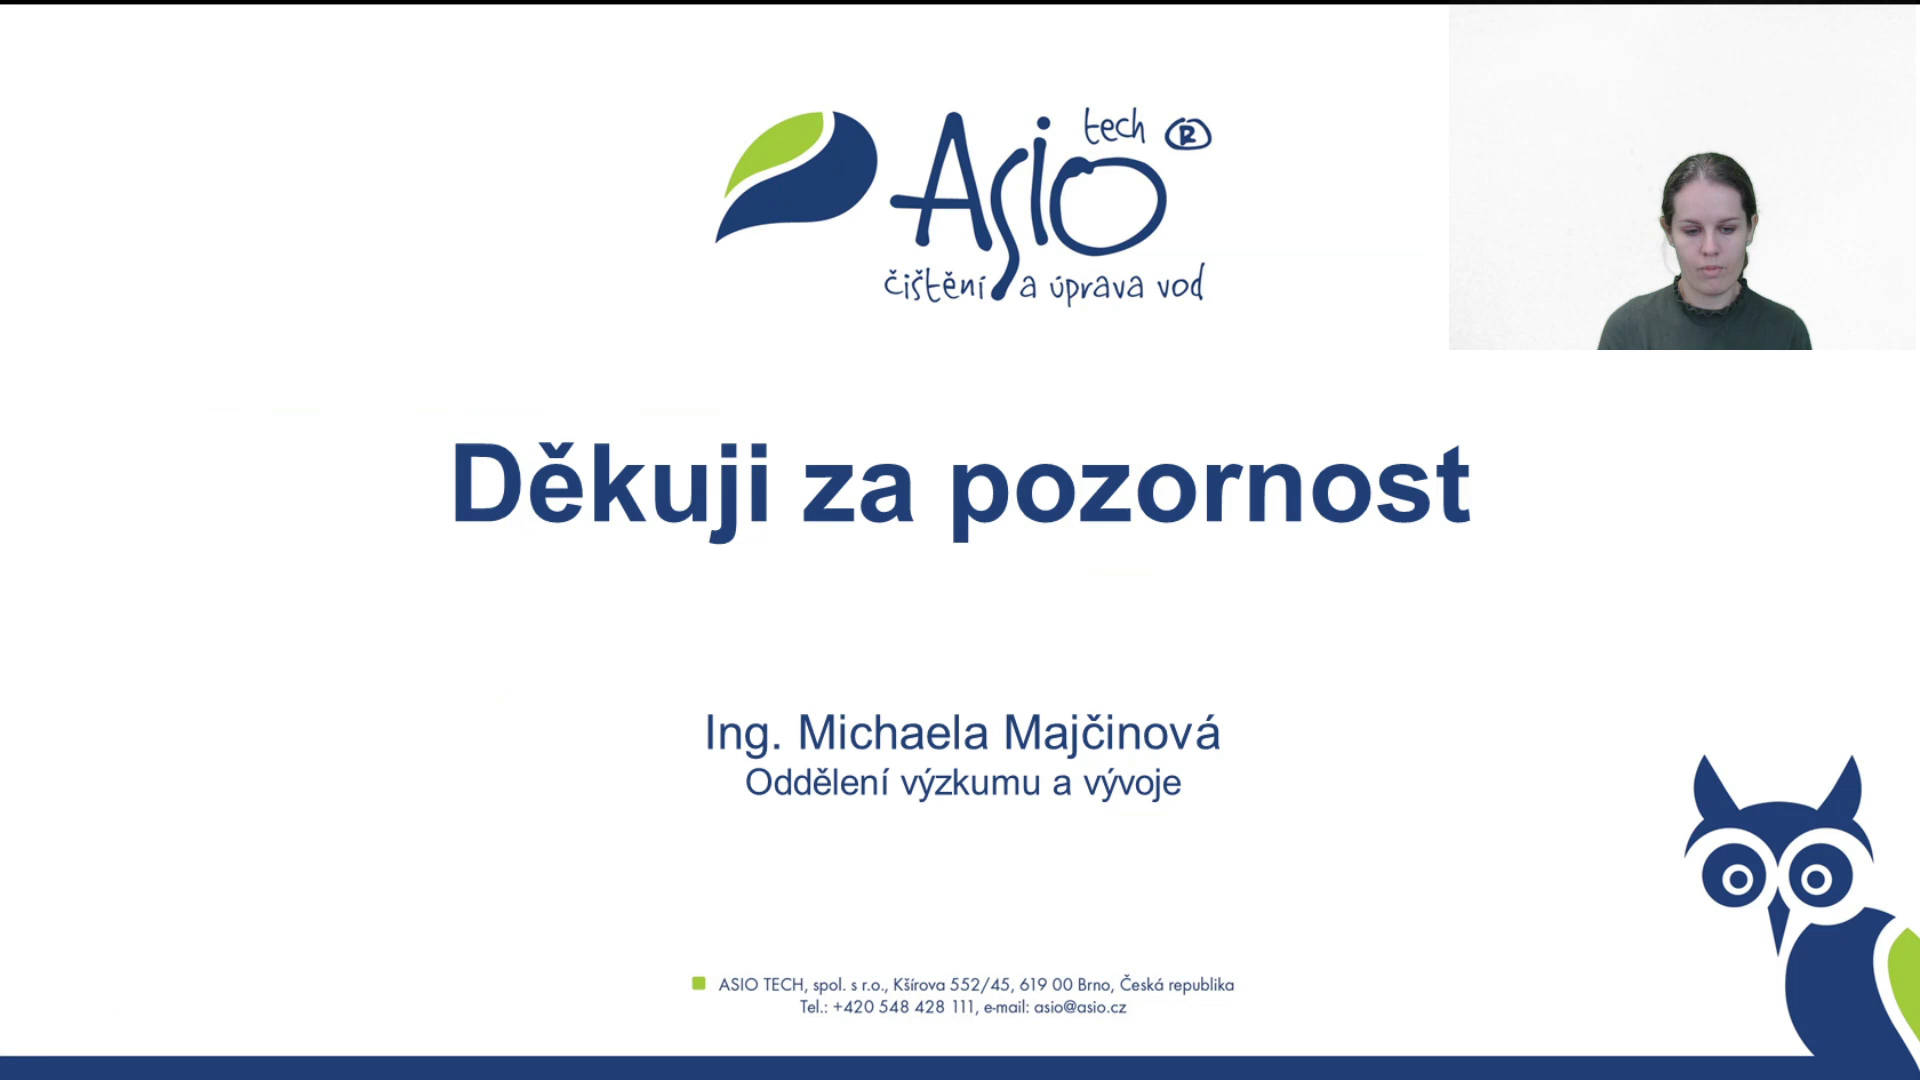 Asio tech ®
čištění a úprava vod
Děkuji za pozornost
Ing. Michaela Majčinová
Oddělení výzkumu a vývoje
ASIO TECH, spol. s r.o., Kšírova 552/45, 619 00 Brno, Česká republika
Tel.: +420 548 428 111, e-mail: asio@asio.cz